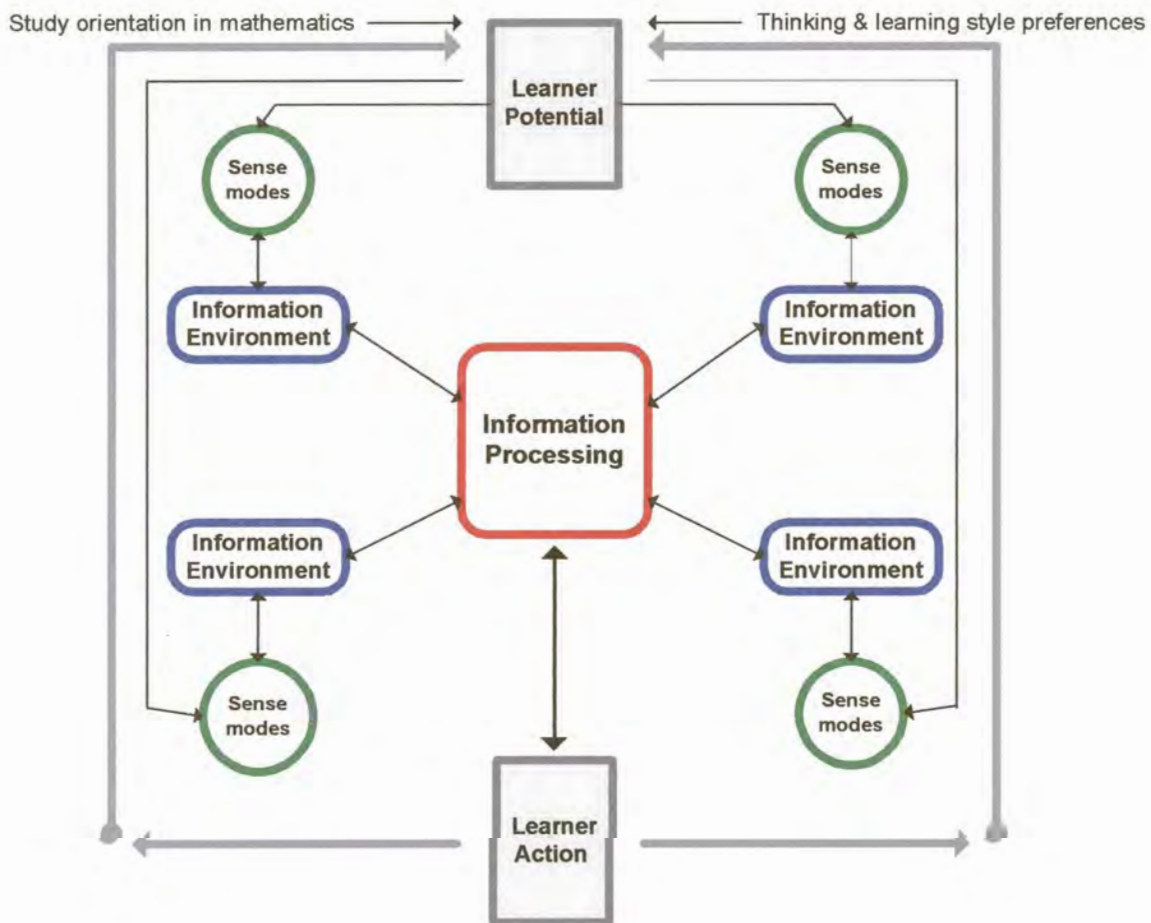 Study orientation in mathematics
Thinking & learning style preferences
Learner
Potential
Sense
modes
Sense
modes
Information
Environment
Information
Environment
Information
Processing
Information
Environment
Information
Environment
Sense
modes
Sense
modes
Learner
Action